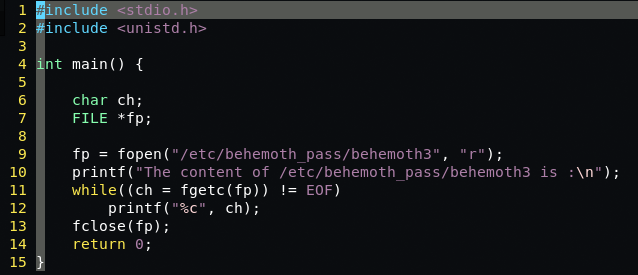 1 #include <stdio.h>
2 #include <unistd.h>
3
4 int main() {
5
6     char ch;
7     FILE *fp;
8
9     fp = fopen("/etc/behemoth_pass/behemoth3", "r");
10     printf("The content of /etc/behemoth_pass/behemoth3 is :\n");
11     while((ch = fgetc(fp)) != EOF)
12         printf("%c", ch);
13     fclose(fp);
14     return 0;
15 }